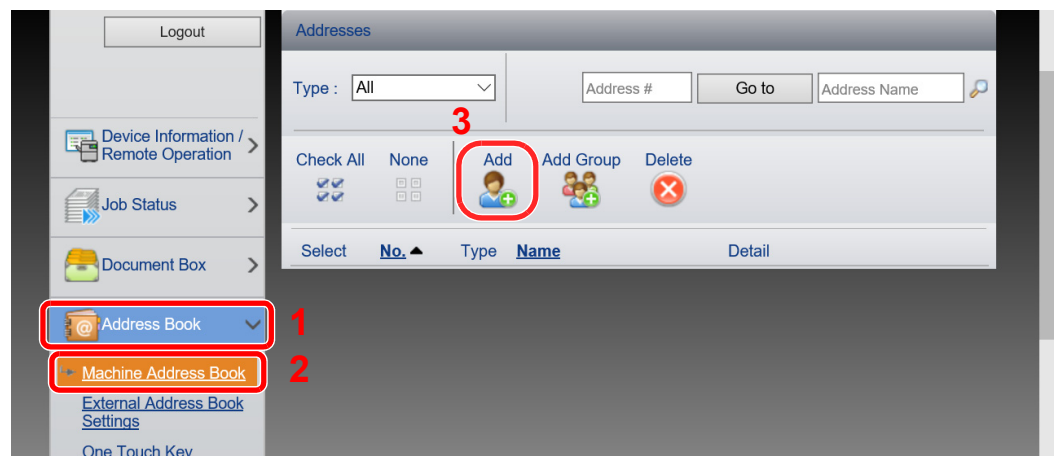 Logout
Addresses
Type : All
Address #
Go to
Address Name
3
Device Information /
Remote Operation
Check All
None
Add
Add Group
Delete
Job Status
Select
No.
Type
Name
Detail
Document Box
Address Book
1
Machine Address Book
2
External Address Book
Settings
One Touch Key